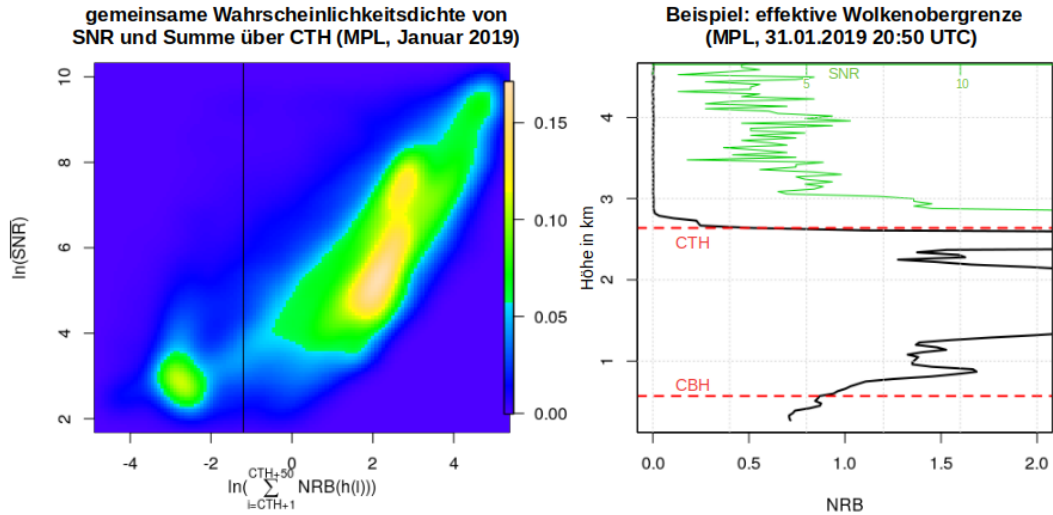 gemeinsame Wahrscheinlichkeitsdichte von
SNR und Summe über CTH (MPL, Januar 2019)
10
8
6
4
2
ln(SNR)
-4
-2
0
2
4
CTH+50
ln( ∑ NRB(h(i)))
i=CTH+1
0.15
0.10
0.05
0.00
Beispiel: effektive Wolkenobergrenze
(MPL, 31.01.2019 20:50 UTC)
SNR
5
10
4
3
2
1
Höhe in km
CTH
CBH
0.0
0.5
1.0
1.5
2.0
NRB